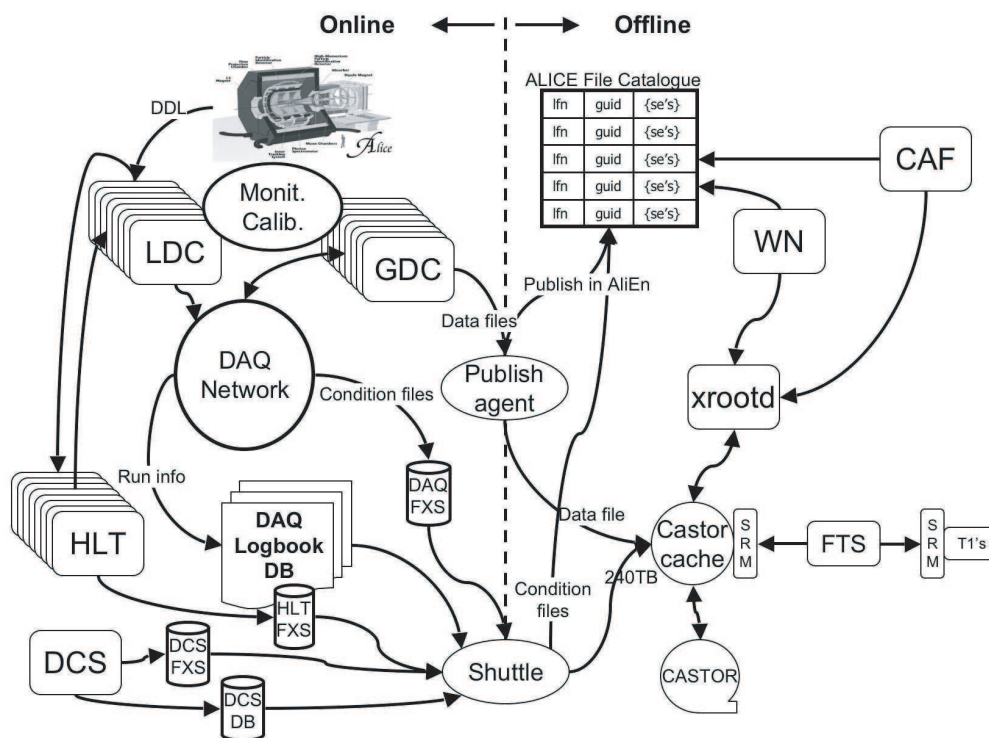 Online
Offline
ALICE File Catalogue
lfn guid {se's}
lfn guid {se's}
lfn guid {se's}
lfn guid {se's}
lfn guid {se's}
DDL
Alice
Monit.
Calib.
LDC
GDC
CAF
WN
Publish in AliEn
Data files
DAQ
Network
Condition files
Publish
agent
xrootd
Run info
DAQ
FXS
HLT
DAQ
Logbook
DB
HLT
FXS
Data file
Castor
cache
SRM
FTS
SRM
T1's
240TB
Condition
files
DCS
DCS
FXS
DCS
DB
Shuttle
CASTOR